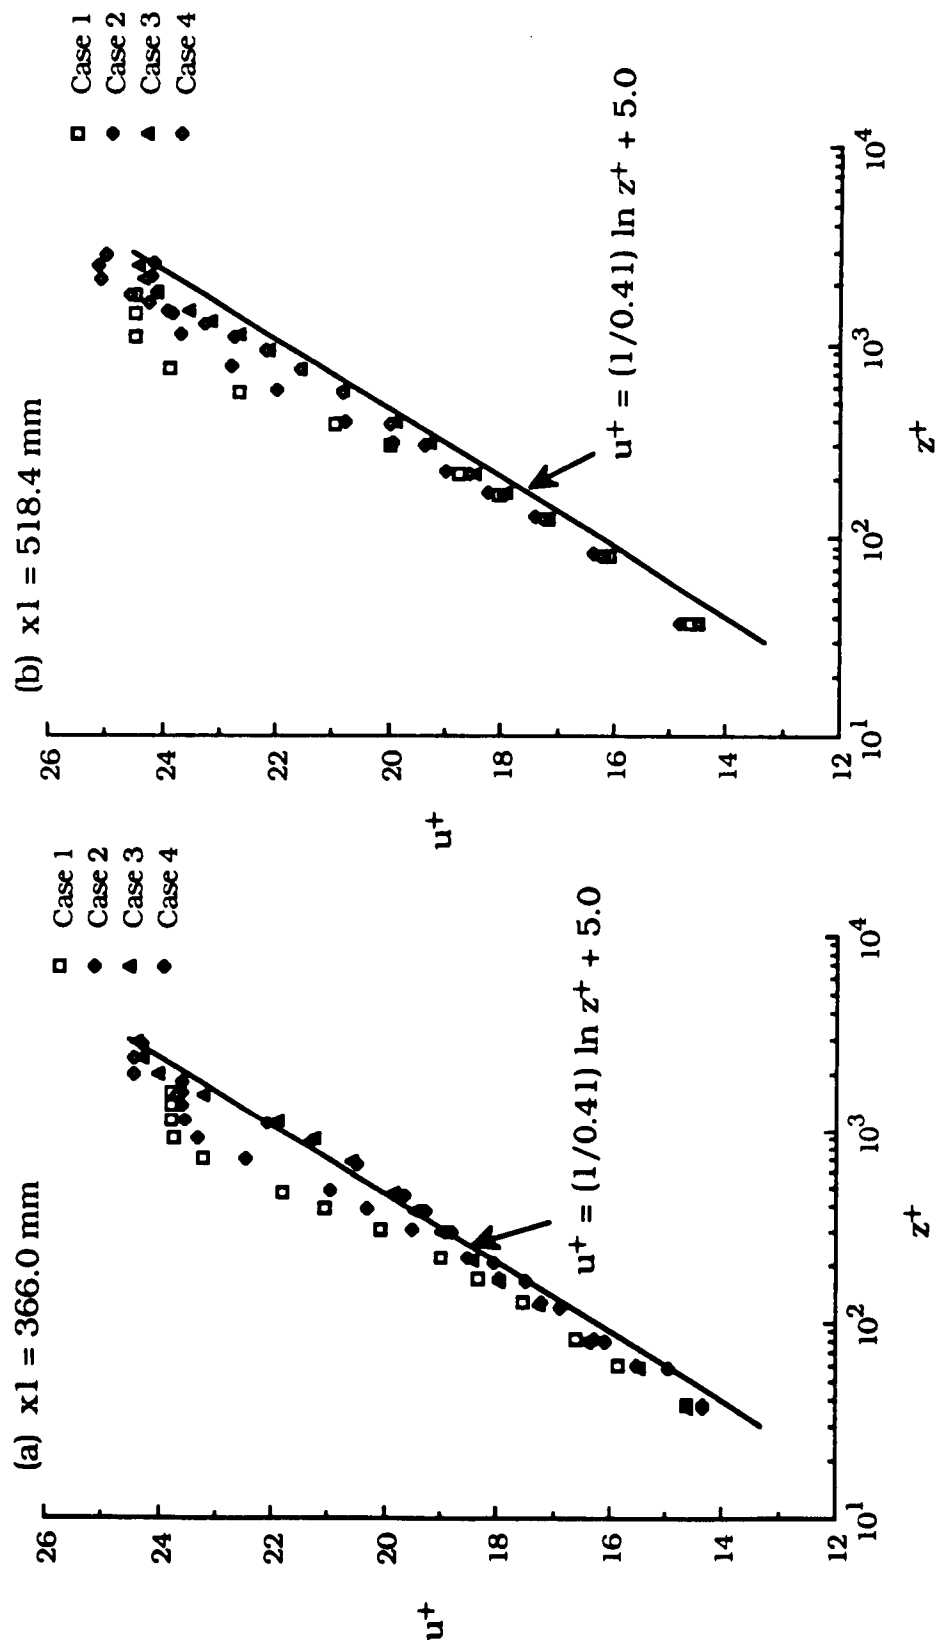 (a) x1 = 366.0 mm
Case 1
Case 2
Case 3
Case 4
u⁺
26
24
22
20
18
16
14
12
10¹
10²
10³
10⁴
z⁺
u⁺ = (1/0.41) ln z⁺ + 5.0
(b) x1 = 518.4 mm
Case 1
Case 2
Case 3
Case 4
u⁺
26
24
22
20
18
16
14
12
10¹
10²
10³
10⁴
z⁺
u⁺ = (1/0.41) ln z⁺ + 5.0